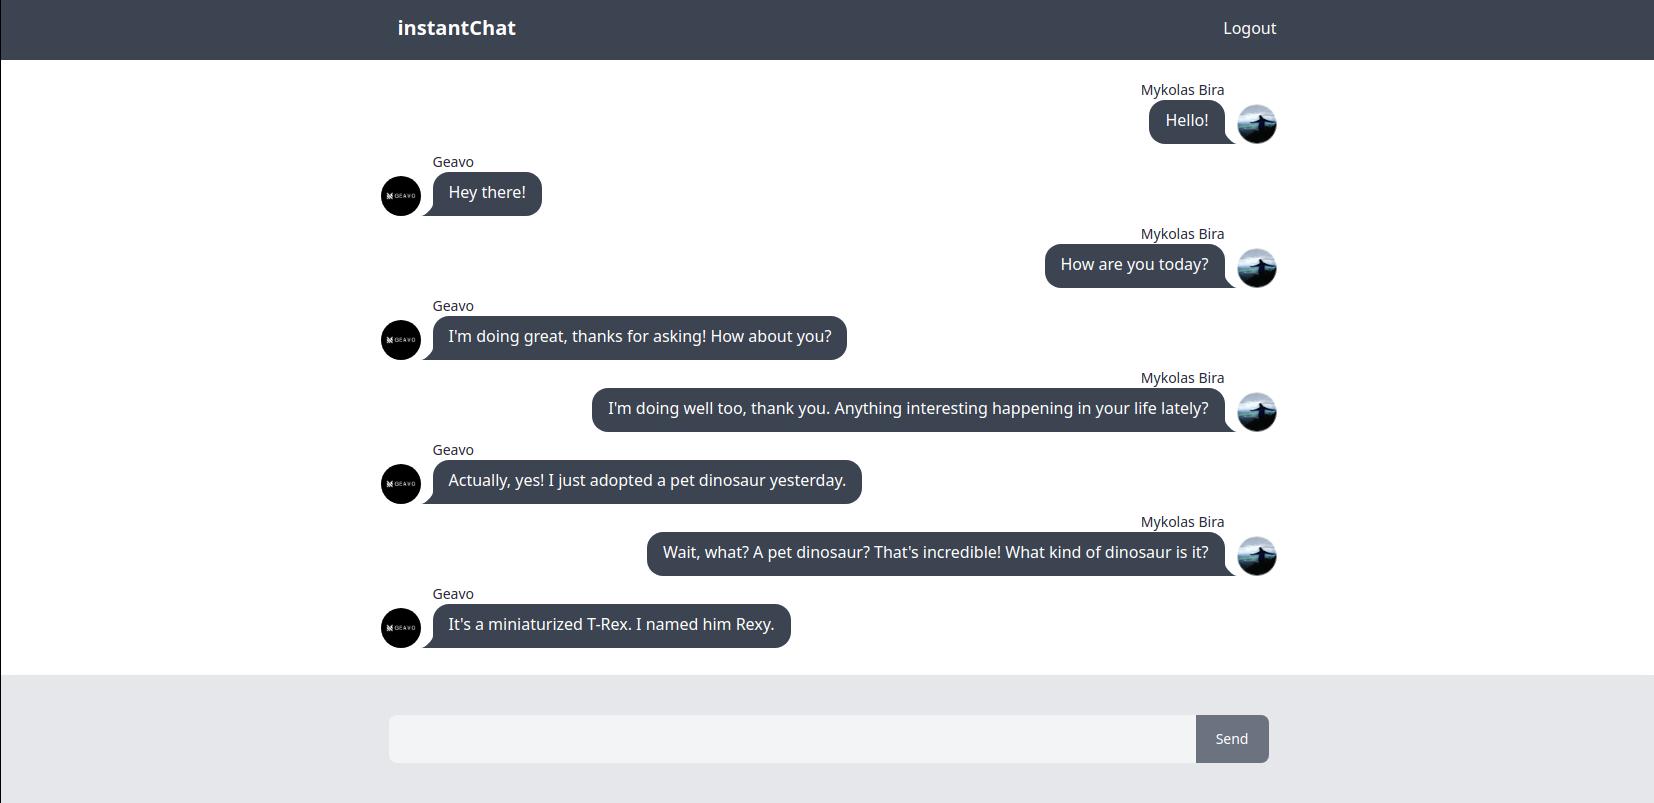 instantChat
Logout
Mykolas Bira
Hello!
Geavo
GEAVO
Hey there!
Mykolas Bira
How are you today?
Geavo
GEAVO
I'm doing great, thanks for asking! How about you?
Mykolas Bira
I'm doing well too, thank you. Anything interesting happening in your life lately?
Geavo
GEAVO
Actually, yes! I just adopted a pet dinosaur yesterday.
Mykolas Bira
Wait, what? A pet dinosaur? That's incredible! What kind of dinosaur is it?
Geavo
GEAVO
It's a miniaturized T-Rex. I named him Rexy.
Send